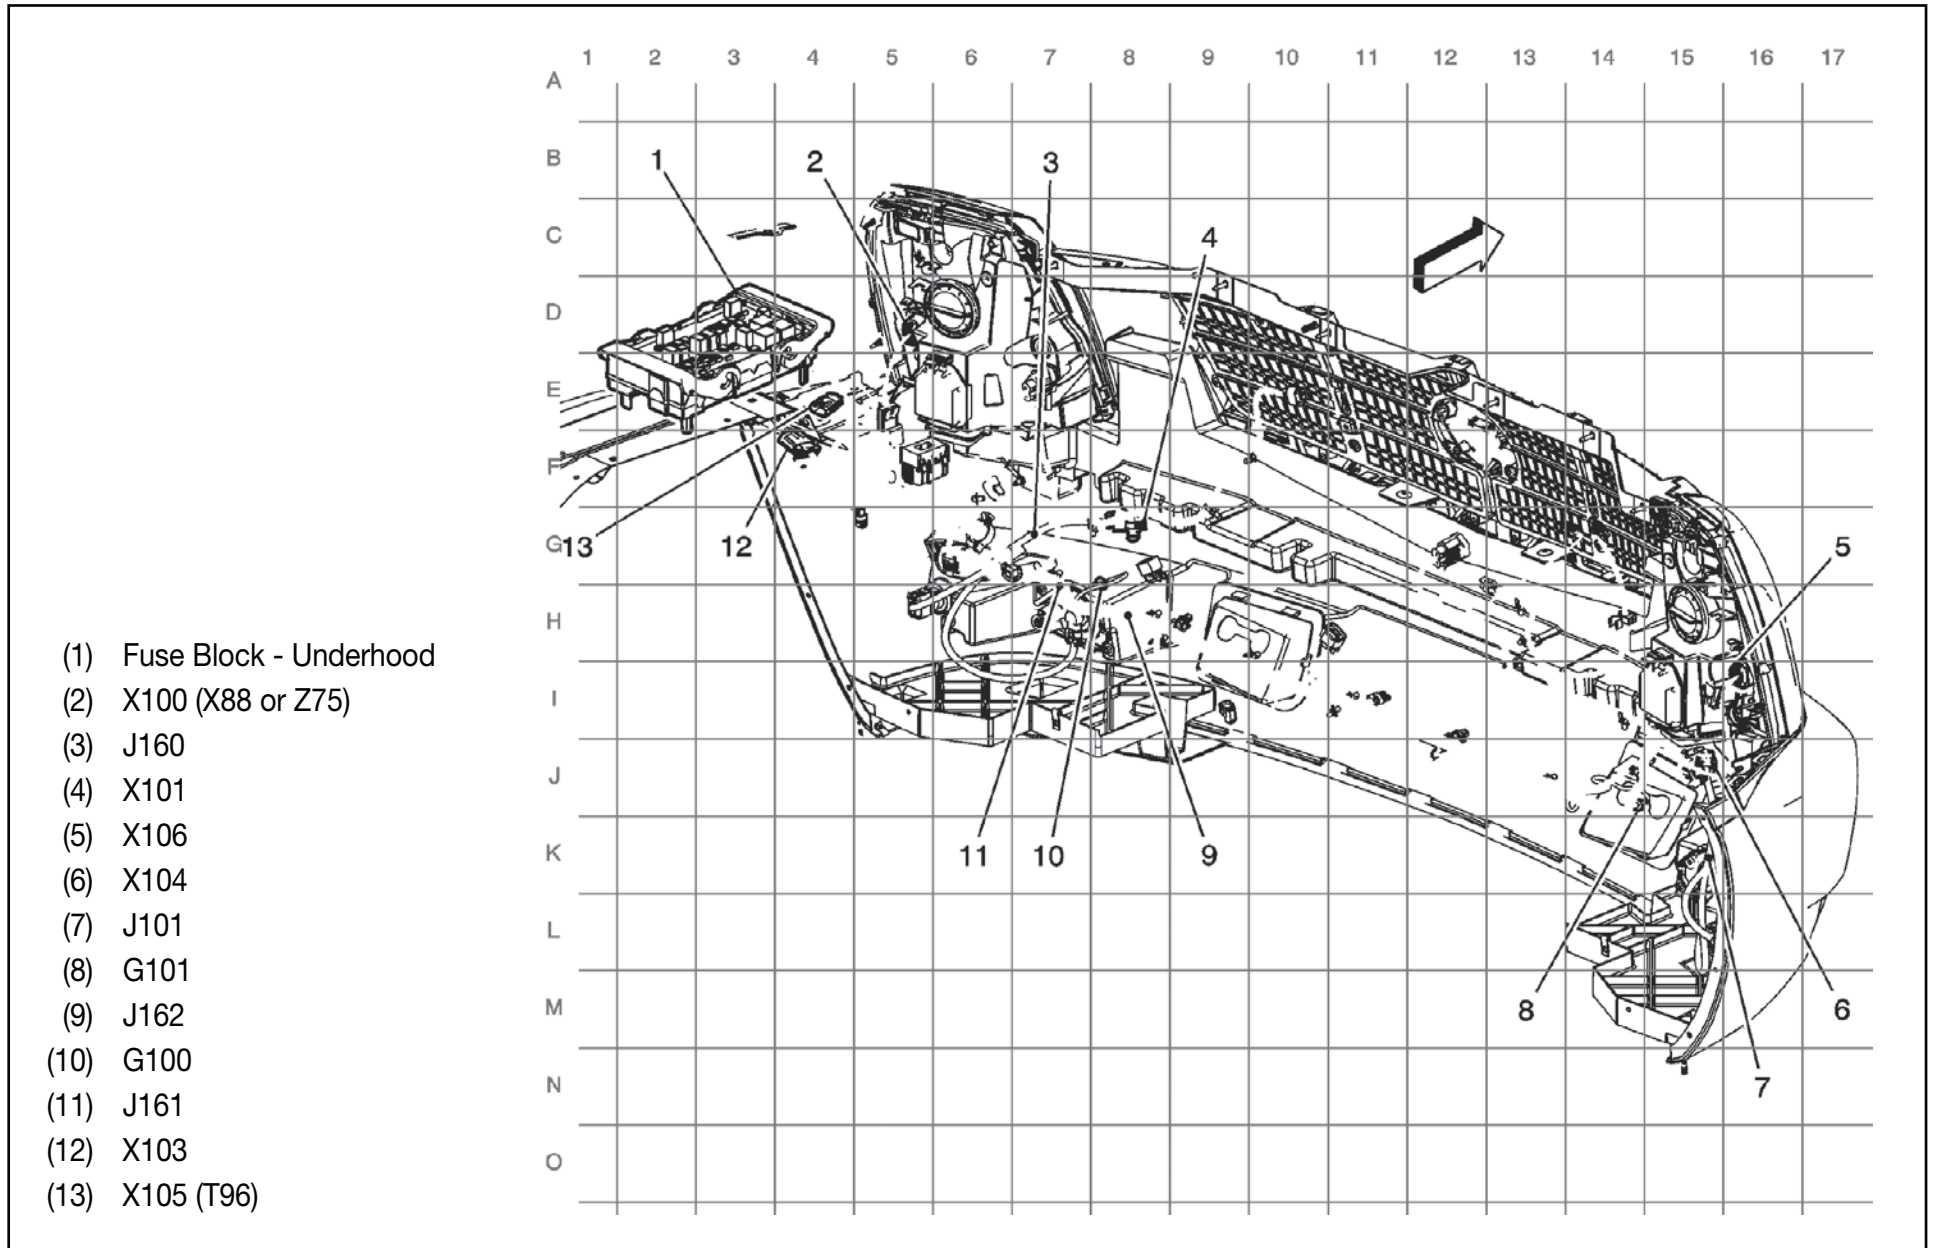 1 2 3 4 5 6 7 8 9 10 11 12 13 14 15 16 17
A
B
C
D
E
F
G
H
I
J
K
L
M
N
O
1
2
3
4
13
12
5
11
10
9
8
6
7
(1) Fuse Block - Underhood
(2) X100 (X88 or Z75)
(3) J160
(4) X101
(5) X106
(6) X104
(7) J101
(8) G101
(9) J162
(10) G100
(11) J161
(12) X103
(13) X105 (T96)